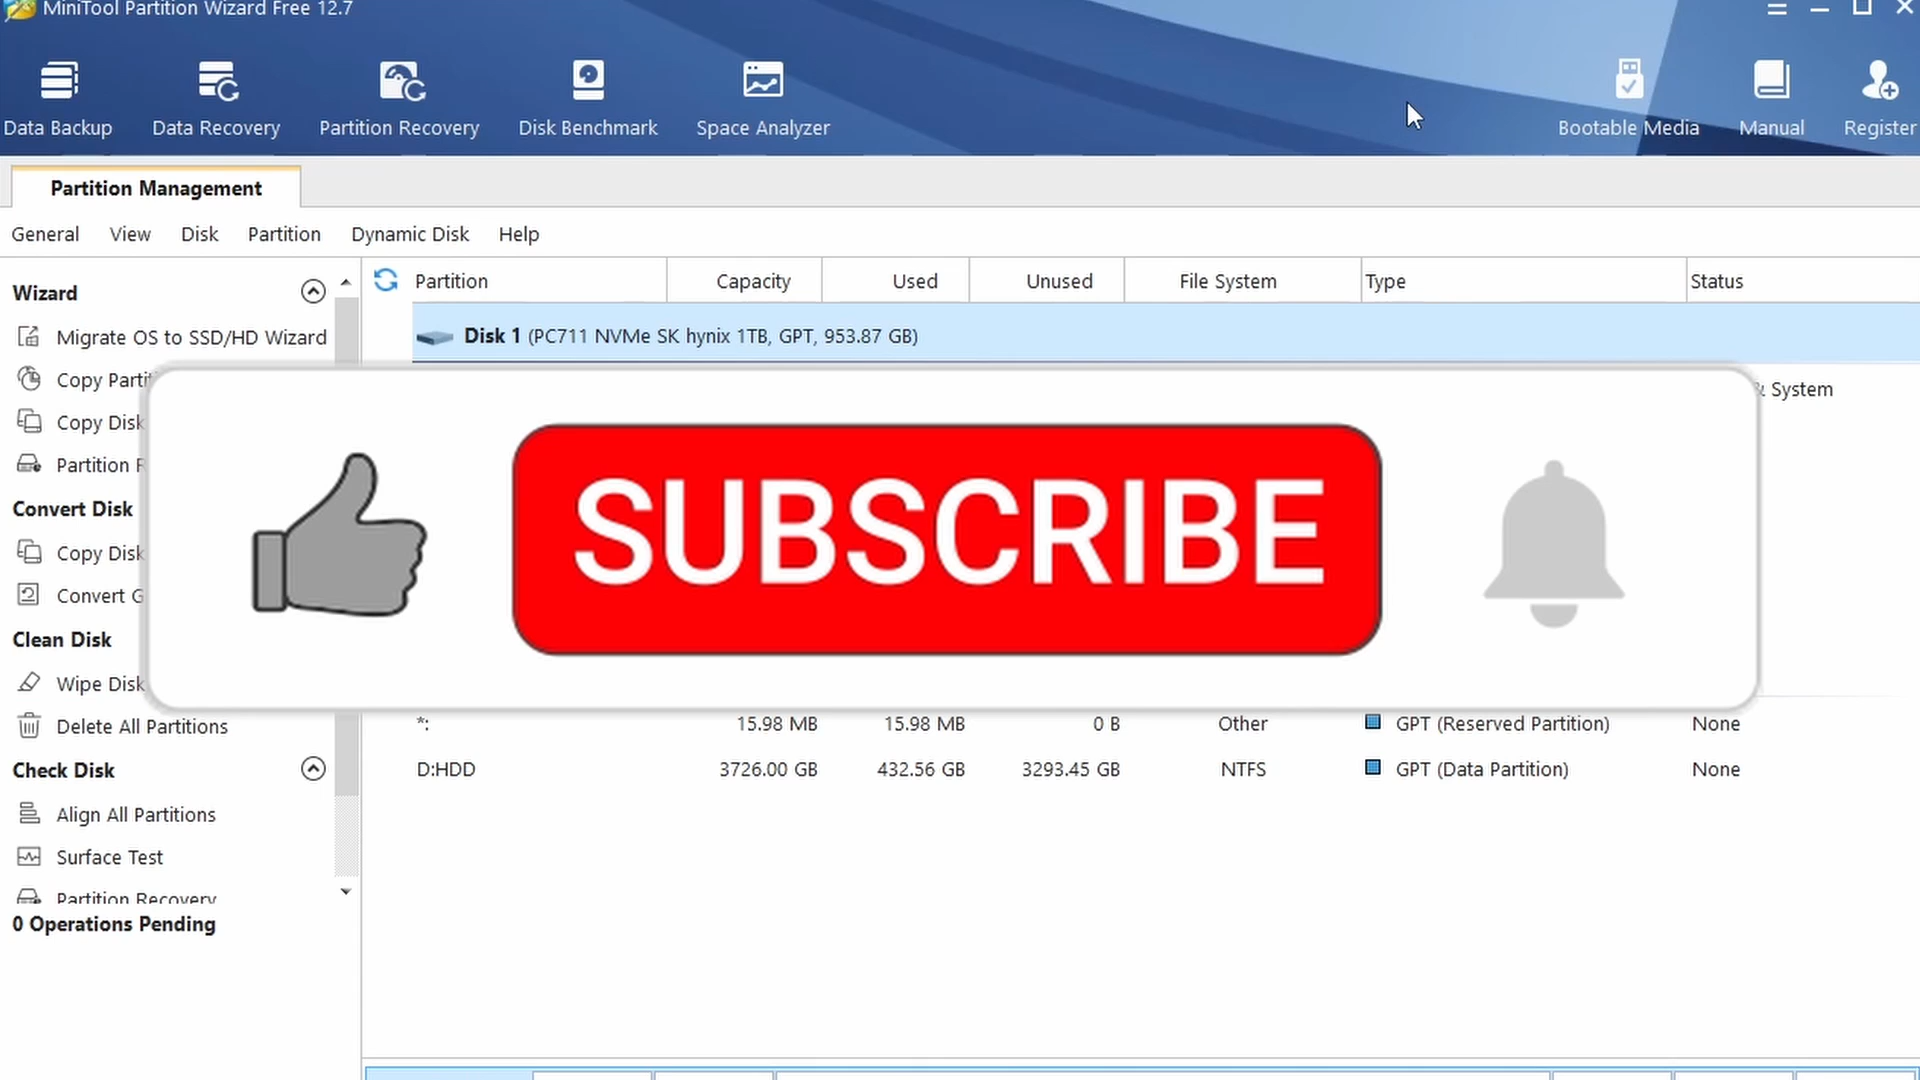 MiniTool Partition Wizard Free 12.7
Data Backup Data Recovery Partition Recovery Disk Benchmark Space Analyzer Bootable Media Manual Register
Partition Management
General View Disk Partition Dynamic Disk Help
Partition Capacity Used Unused File System Type Status
Wizard
Migrate OS to SSD/HD Wizard
Disk 1 (PC711 NVMe SK hynix 1TB, GPT, 953.87 GB)
Copy Parti
& System
Copy Disk
Partition R
Convert Disk
Copy Disk
Convert G
Clean Disk
Wipe Disk
SUBSCRIBE
Delete All Partitions
*: 15.98 MB 15.98 MB 0 B Other GPT (Reserved Partition) None
D:HDD 3726.00 GB 432.56 GB 3293.45 GB NTFS GPT (Data Partition) None
Check Disk
Align All Partitions
Surface Test
Partition Recovery
0 Operations Pending